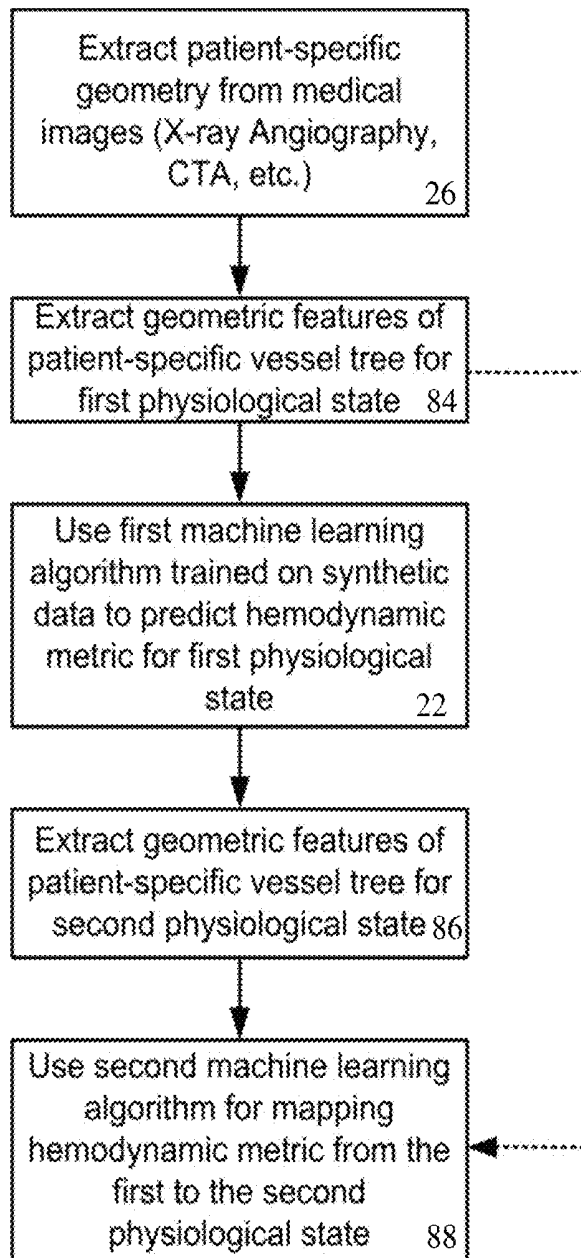 Extract patient-specific
geometry from medical
images (X-ray Angiography,
CTA, etc.)
26
Extract geometric features of
patient-specific vessel tree for
first physiological state 84
Use first machine learning
algorithm trained on synthetic
data to predict hemodynamic
metric for first physiological
state 22
Extract geometric features of
patient-specific vessel tree for
second physiological state 86
Use second machine learning
algorithm for mapping
hemodynamic metric from the
first to the second
physiological state 88